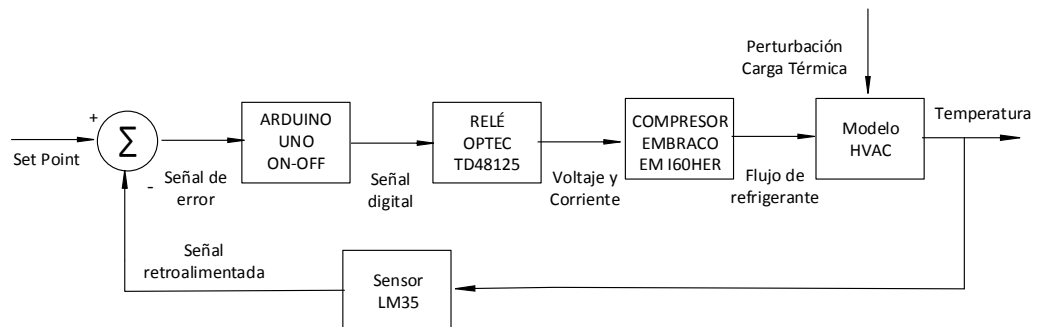 Perturbación
Carga Térmica
+
Set Point
Σ
-
Señal de
error
ARDUINO
UNO
ON-OFF
Señal
digital
RELÉ
OPTEC
TD48125
Voltaje y
Corriente
COMPRESOR
EMBRACO
EM I60HER
Flujo de
refrigerante
Modelo
HVAC
Temperatura
Señal
retroalimentada
Sensor
LM35